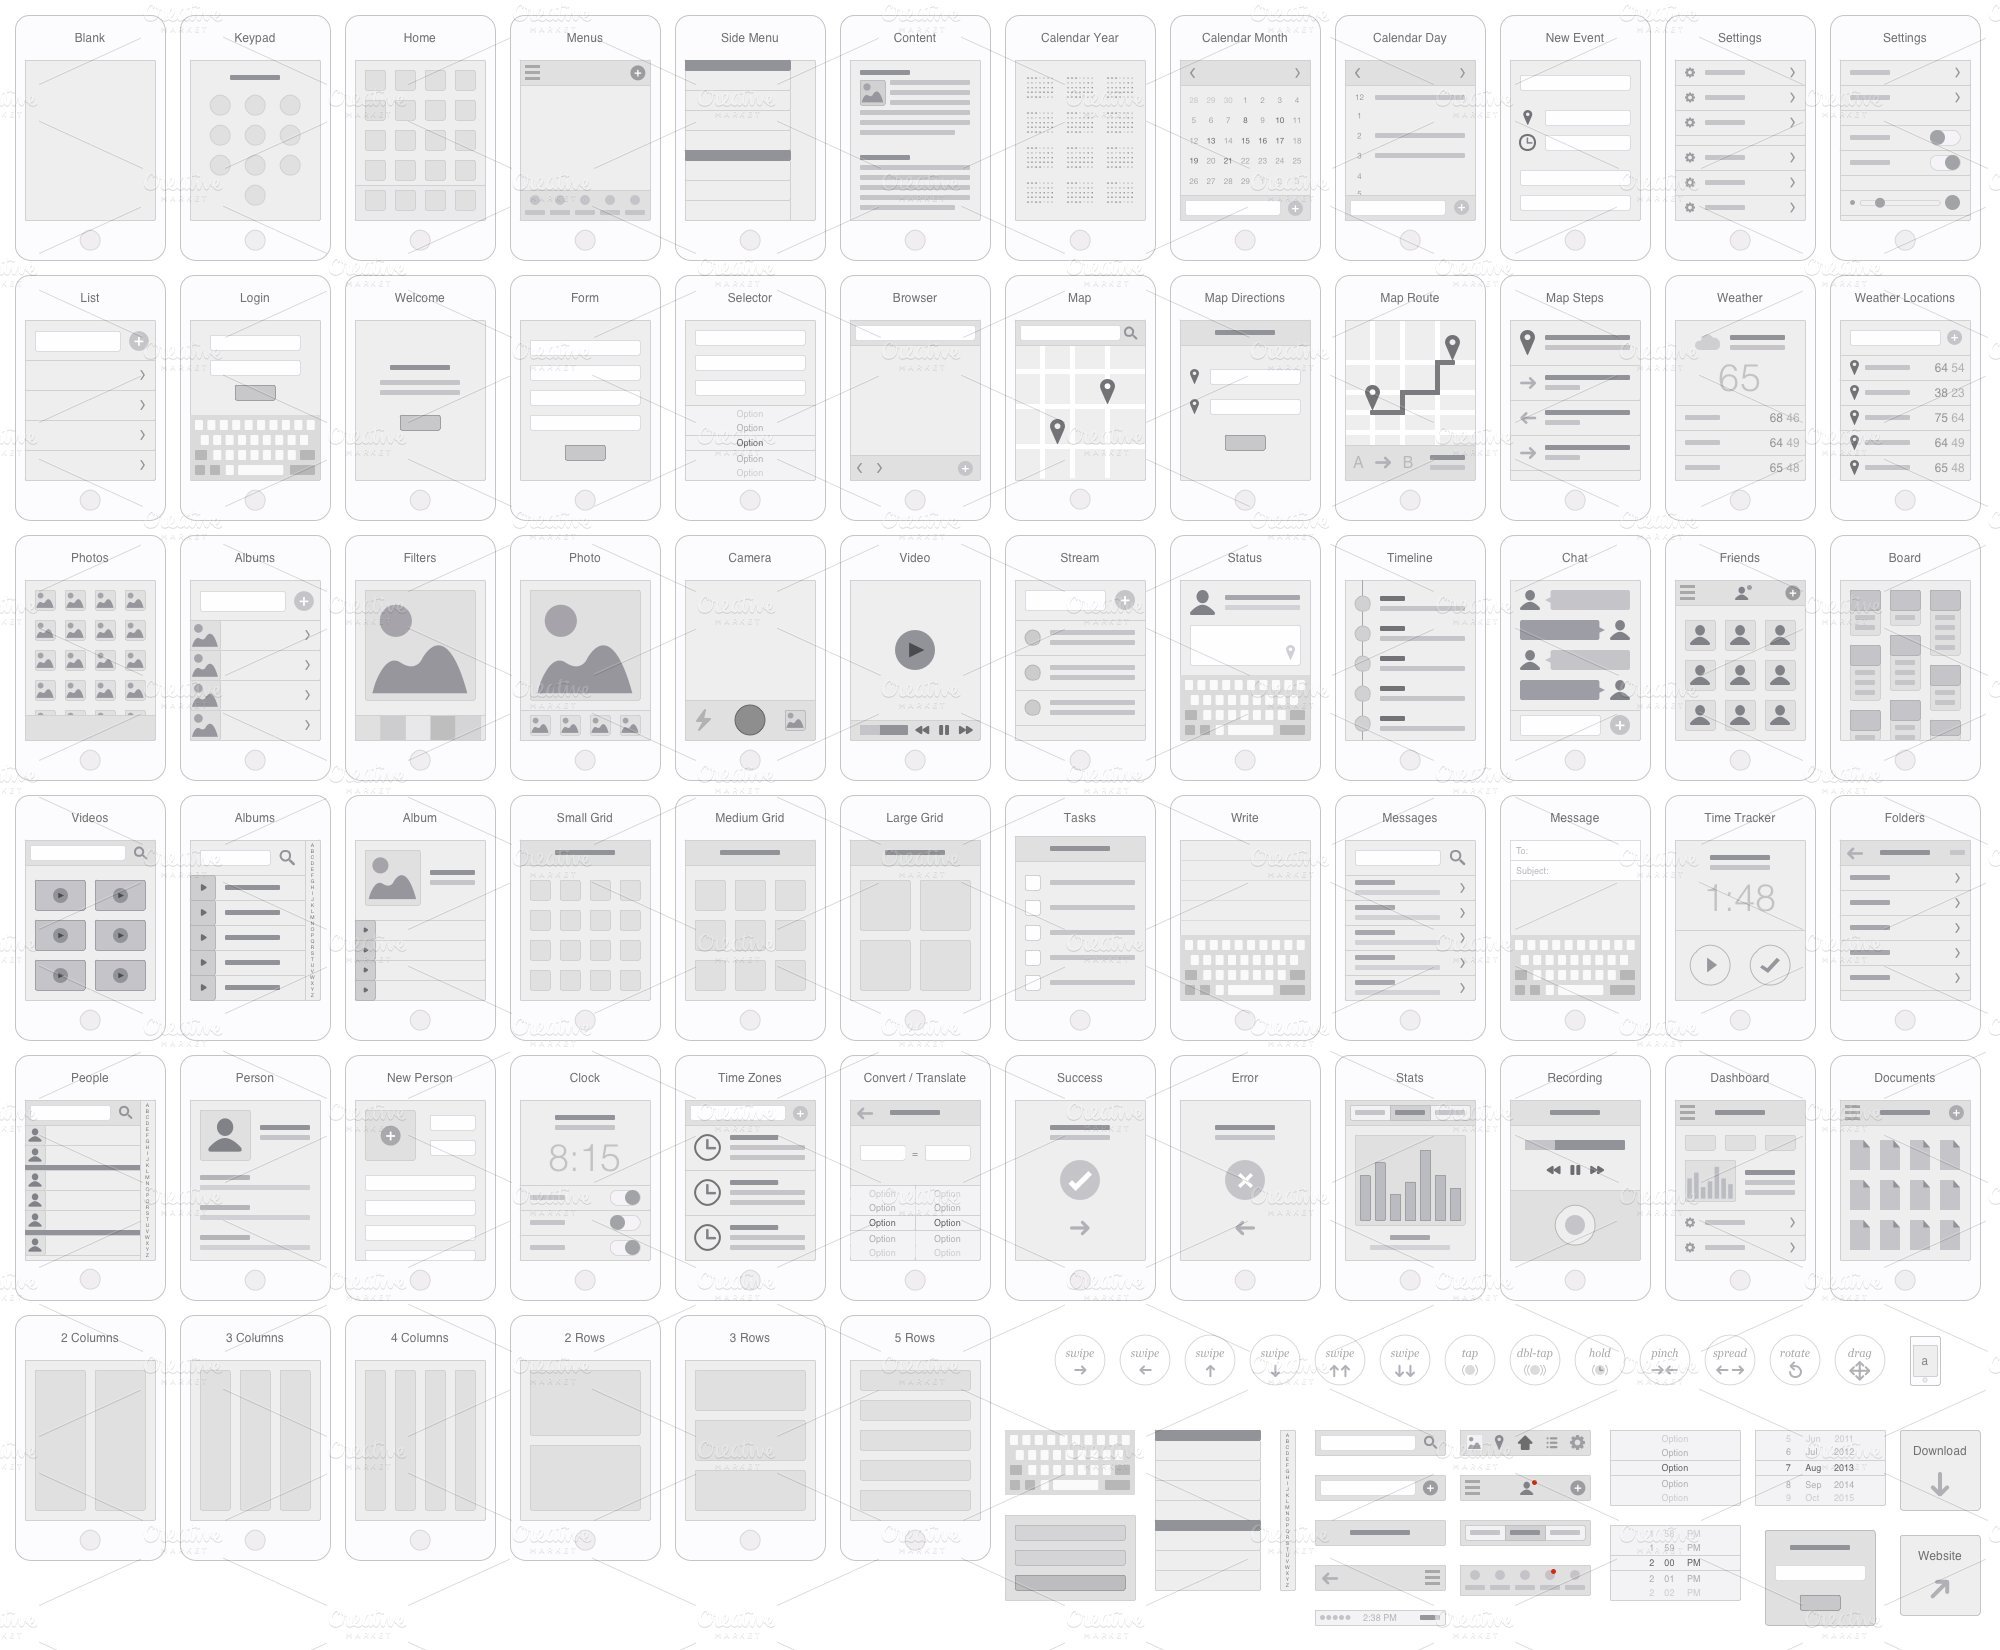 Blank
Keypad
Home
Menus
Side Menu
Content
Calendar Year
Calendar Month
Calendar Day
New Event
Settings
Settings
28 29 30 1 2 3 4
5 6 7 8 9 10 11
12 13 14 15 16 17 18
19 20 21 22 23 24 25
26 27 28 29 1 2 3
12
1
2
3
4
5
List
Login
Welcome
Form
Selector
Browser
Map
Map Directions
Map Route
Map Steps
Weather
Weather Locations
Option
Option
Option
Option
Option
A B
65
68 46
64 49
65 48
64 54
38 23
75 64
64 49
65 48
Photos
Albums
Filters
Photo
Camera
Video
Stream
Status
Timeline
Chat
Friends
Board
Videos
Albums
Album
Small Grid
Medium Grid
Large Grid
Tasks
Write
Messages
Message
Time Tracker
Folders
To:
Subject:
1:48
People
Person
New Person
Clock
Time Zones
Convert / Translate
Success
Error
Stats
Recording
Dashboard
Documents
8:15
=
Option Option
Option Option
Option Option
Option Option
Option Option
2 Columns
3 Columns
4 Columns
2 Rows
3 Rows
5 Rows
swipe
swipe
swipe
swipe
swipe
swipe
tap
dbl-tap
hold
pinch
spread
rotate
drag
a
Option
Option
Option
Option
Option
5 Jun 2011
6 Jul 2012
7 Aug 2013
8 Sep 2014
9 Oct 2015
Download
1 58 PM
1 59 PM
2 00 PM
2 01 PM
2 02 PM
Website
2:38 PM
Creative
MARKET